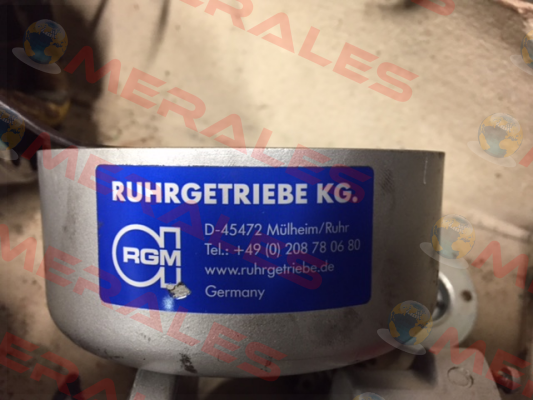 MERALES
RUHRGETRIEBE KG.
RGM
D-45472 Mülheim/Ruhr
Tel.: +49 (0) 208 78 06 80
www.ruhrgetriebe.de
Germany
MERALES
MERALES